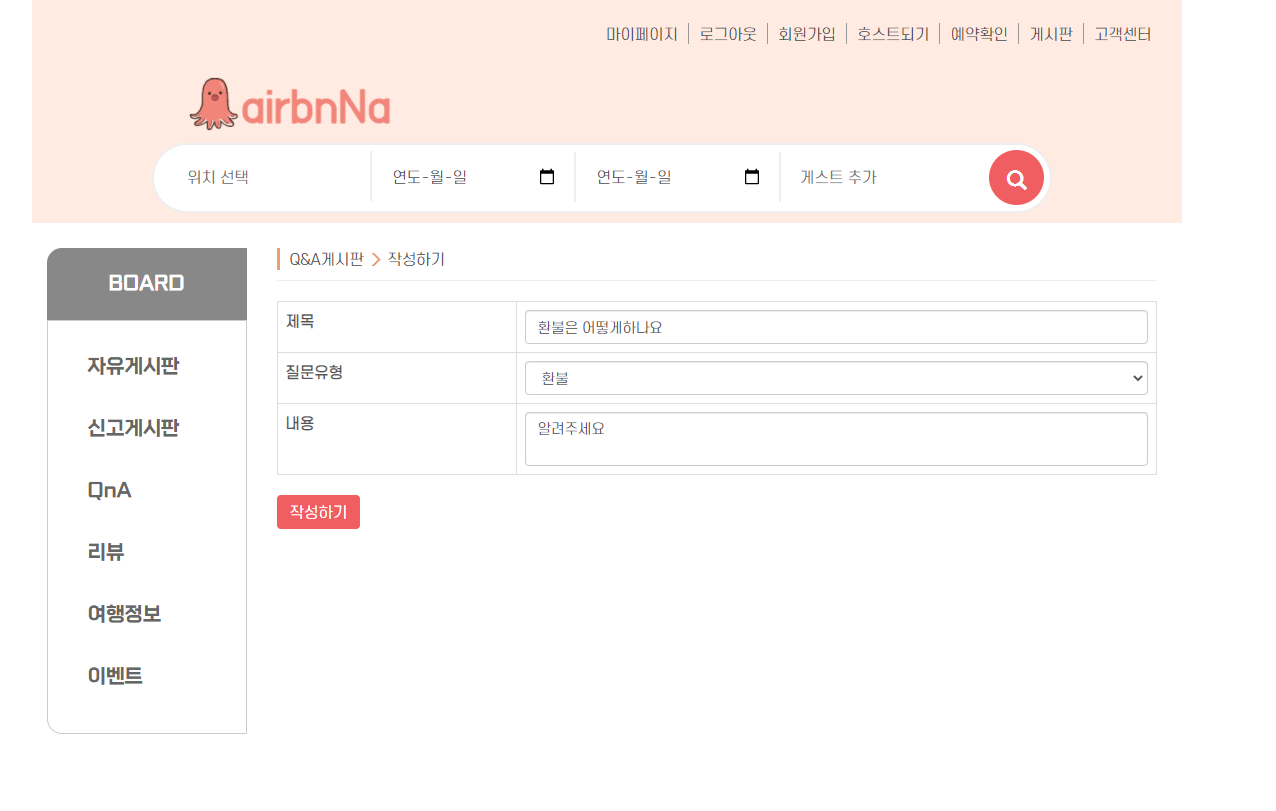 마이페이지 로그아웃 회원가입 호스트되기 예약확인 게시판 고객센터
airbnNa
위치 선택 연도-월-일 연도-월-일 게스트 추가
BOARD
자유게시판
신고게시판
QnA
리뷰
여행정보
이벤트
Q&A게시판 > 작성하기
제목 환불은 어떻게하나요
질문유형 환불
내용 알려주세요
작성하기